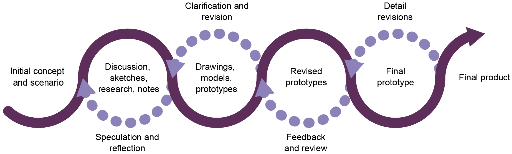 Clarification and
revision
Detail
revisions
Initial concept
and scenario
Discussion,
sketches,
research, notes
Drawings,
models,
prototypes
Revised
prototypes
Final
prototype
Final product
Speculation and
reflection
Feedback
and review